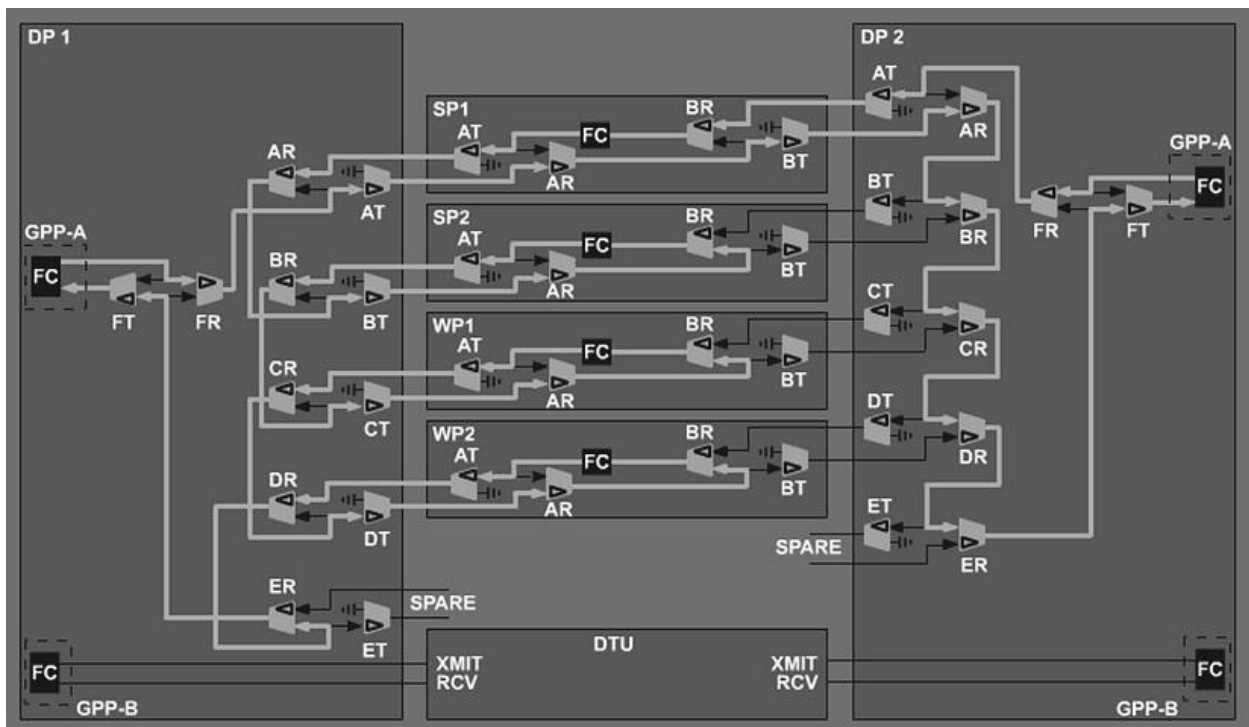 DP 1
DP 2
AT
SP1
BR
AT
FC
AR
AR
BT
GPP-A
AR
AT
FC
BT
SP2
BR
GPP-A
BR
AT
FC
BR
FR
FT
FC
AR
BT
FT
FR
BT
CT
WP1
BR
AT
CR
FC
CR
AR
BT
CT
DT
WP2
BR
AT
DR
FC
DR
BT
AR
DT
ET
SPARE
ER
ER
SPARE
DTU
ET
XMIT
XMIT
FC
FC
RCV
RCV
GPP-B
GPP-B